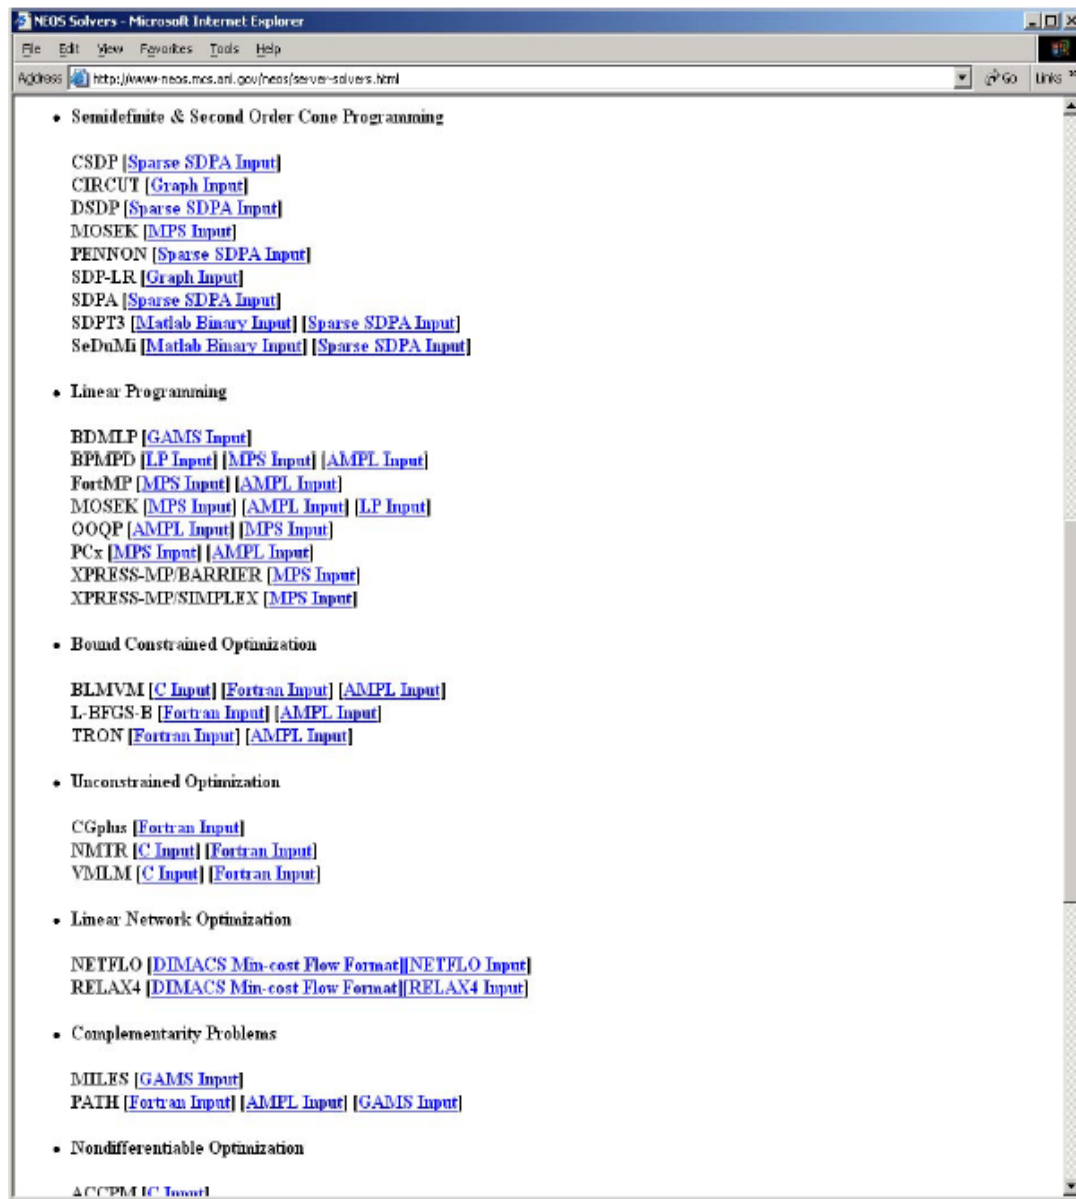 NEOS Solvers - Microsoft Internet Explorer
File Edit View Favorites Tools Help
Address http://www-neos.mcs.anl.gov/neos/server-solvers.html Go Links »
• Semidefinite & Second Order Cone Programming
CSDP [Sparse SDPA Input]
CIRCUT [Graph Input]
DSDP [Sparse SDPA Input]
MOSEK [MPS Input]
PENNON [Sparse SDPA Input]
SDP-LR [Graph Input]
SDPA [Sparse SDPA Input]
SDPT3 [Matlab Binary Input] [Sparse SDPA Input]
SeDuMi [Matlab Binary Input] [Sparse SDPA Input]
• Linear Programming
BDMLP [GAMS Input]
BPMPD [LP Input] [MPS Input] [AMPL Input]
FortMP [MPS Input] [AMPL Input]
MOSEK [MPS Input] [AMPL Input] [LP Input]
OOQP [AMPL Input] [MPS Input]
PCx [MPS Input] [AMPL Input]
XPRESS-MP/BARRIER [MPS Input]
XPRESS-MP/SIMPLEX [MPS Input]
• Bound Constrained Optimization
BLMVM [C Input] [Fortran Input] [AMPL Input]
L-BFGS-B [Fortran Input] [AMPL Input]
TRON [Fortran Input] [AMPL Input]
• Unconstrained Optimization
CGplus [Fortran Input]
NMTR [C Input] [Fortran Input]
VMLM [C Input] [Fortran Input]
• Linear Network Optimization
NETFLO [DIMACS Min-cost Flow Format][NETFLO Input]
RELAX4 [DIMACS Min-cost Flow Format][RELAX4 Input]
• Complementarity Problems
MILES [GAMS Input]
PATH [Fortran Input] [AMPL Input] [GAMS Input]
• Nondifferentiable Optimization
ACCPM [C Input]